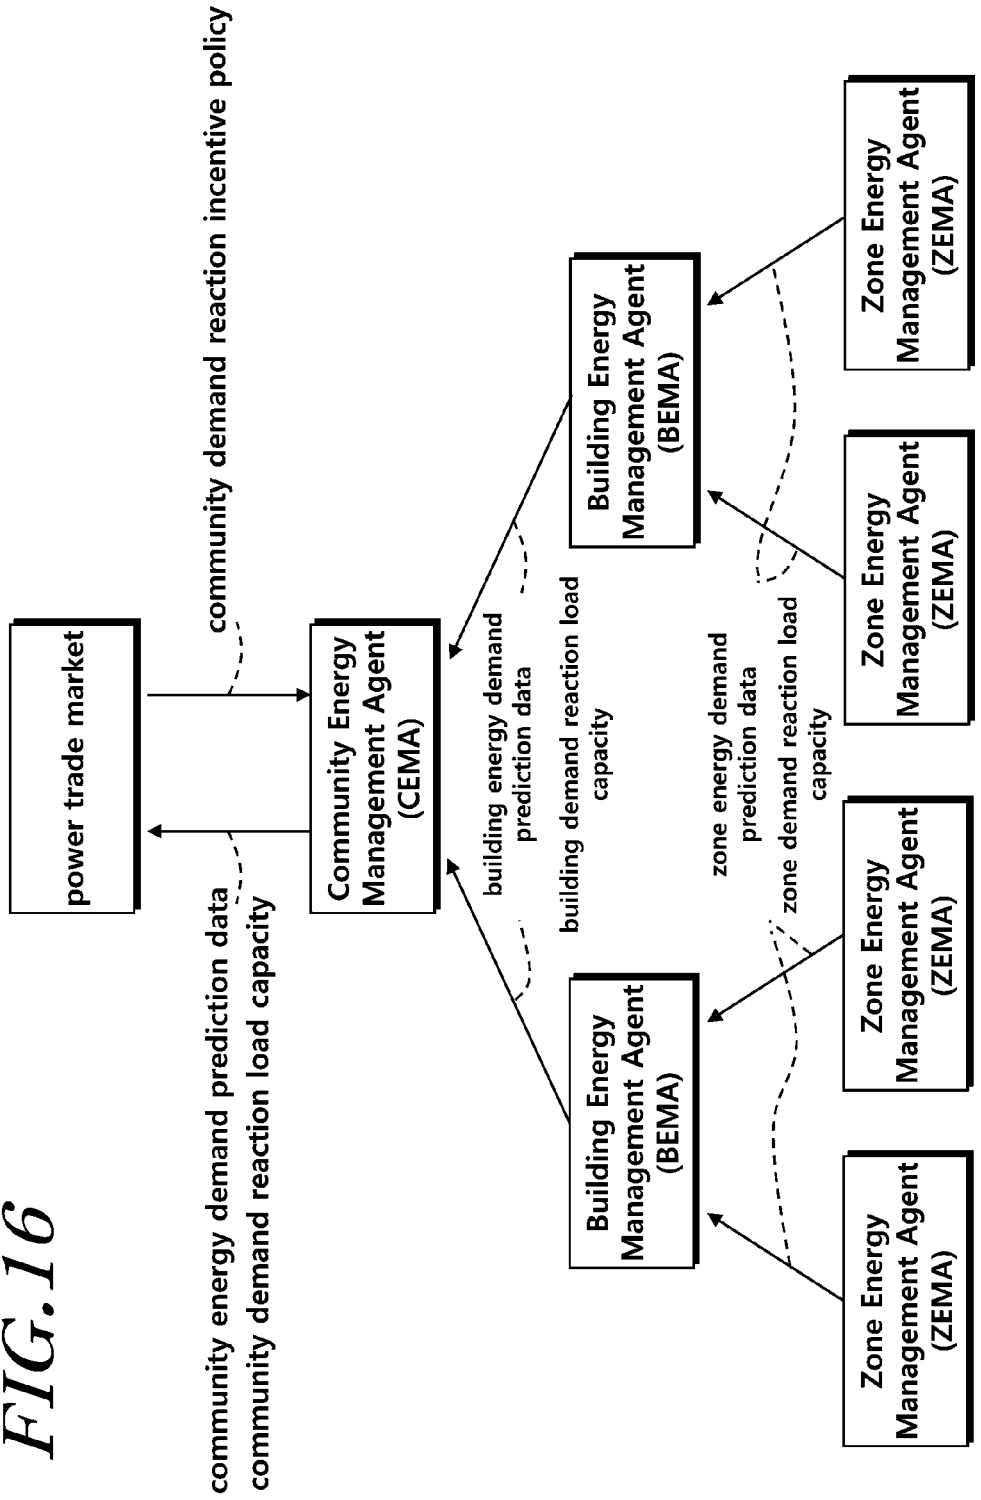 FIG.16
power trade market
community energy demand prediction data
community demand reaction load capacity
community demand reaction incentive policy
Community Energy
Management Agent
(CEMA)
building energy demand
prediction data
building demand reaction load
capacity
Building Energy
Management Agent
(BEMA)
Building Energy
Management Agent
(BEMA)
zone energy demand
prediction data
zone demand reaction load
capacity
Zone Energy
Management Agent
(ZEMA)
Zone Energy
Management Agent
(ZEMA)
Zone Energy
Management Agent
(ZEMA)
Zone Energy
Management Agent
(ZEMA)